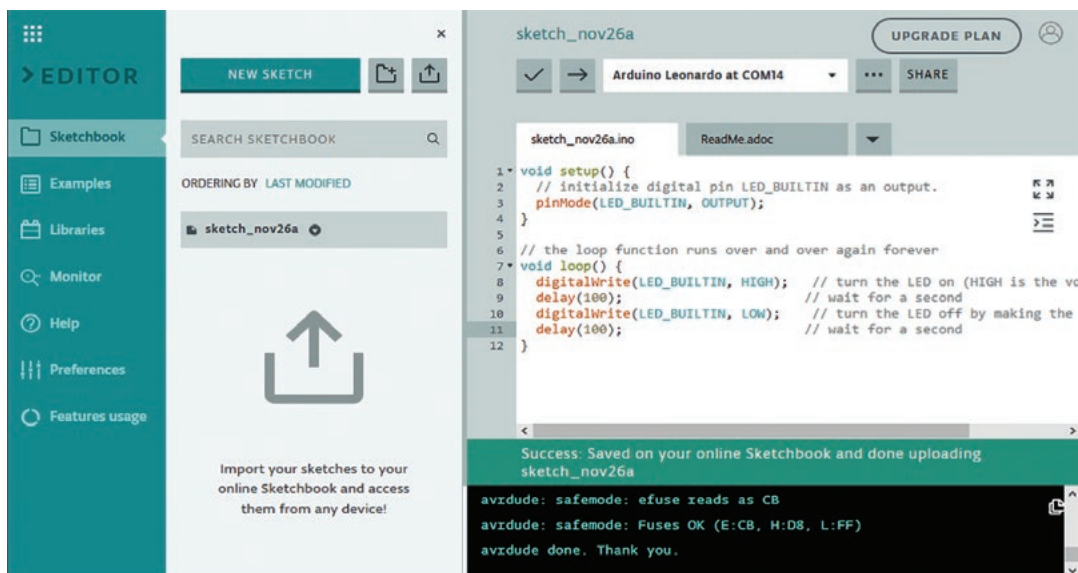 > EDITOR
Sketchbook
Examples
Libraries
Monitor
Help
Preferences
Features usage
×
NEW SKETCH
SEARCH SKETCHBOOK
ORDERING BY LAST MODIFIED
sketch_nov26a
Import your sketches to your
online Sketchbook and access
them from any device!
sketch_nov26a
UPGRADE PLAN
Arduino Leonardo at COM14
SHARE
sketch_nov26a.ino ReadMe.adoc
1 void setup() {
2 // initialize digital pin LED_BUILTIN as an output.
3 pinMode(LED_BUILTIN, OUTPUT);
4 }
5
6 // the loop function runs over and over again forever
7 void loop() {
8 digitalWrite(LED_BUILTIN, HIGH); // turn the LED on (HIGH is the vo
9 delay(100); // wait for a second
10 digitalWrite(LED_BUILTIN, LOW); // turn the LED off by making the
11 delay(100); // wait for a second
12 }
Success: Saved on your online Sketchbook and done uploading
sketch_nov26a
avrdude: safemode: efuse reads as CB
avrdude: safemode: Fuses OK (E:CB, H:D8, L:FF)
avrdude done. Thank you.